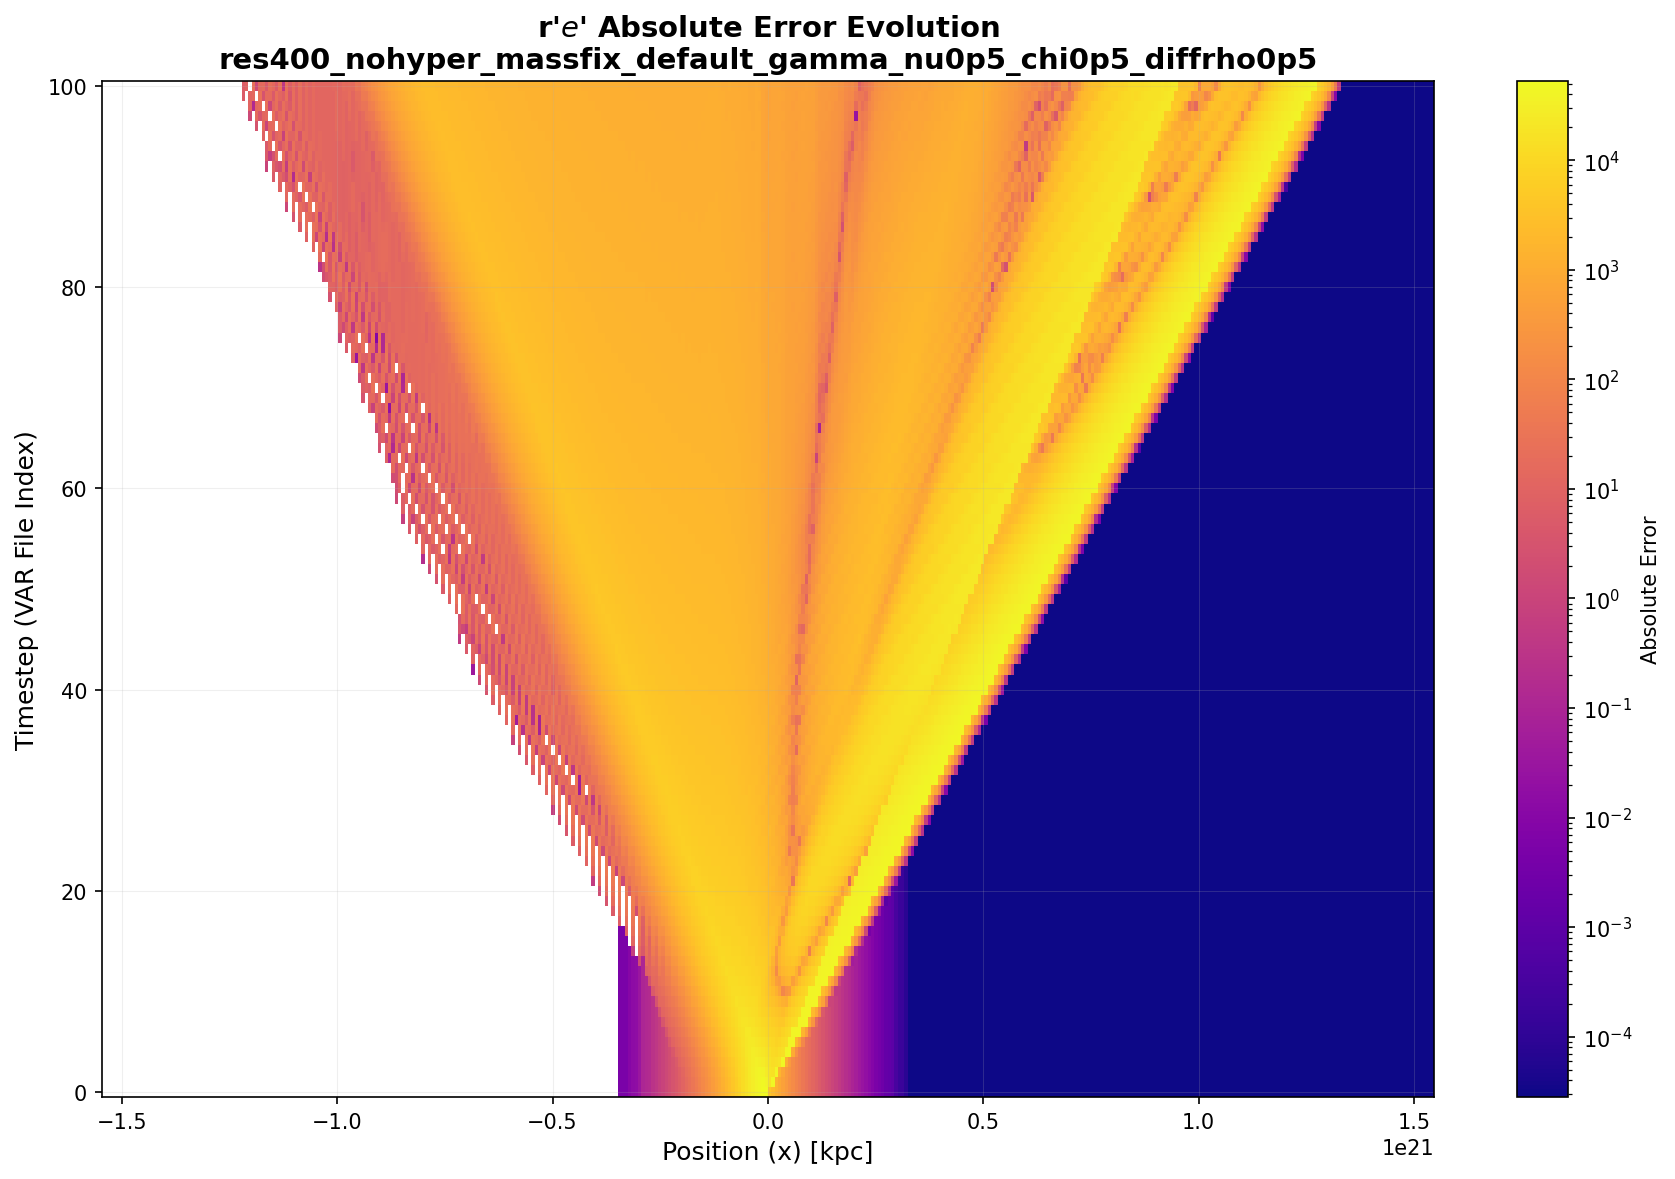 r'e' Absolute Error Evolution
res400_nohyper_massfix_default_gamma_nu0p5_chi0p5_diffrho0p5
100
80
60
40
20
0
Timestep (VAR File Index)
−1.5 −1.0 −0.5 0.0 0.5 1.0 1.5
1e21
Position (x) [kpc]
10⁴
10³
10²
10¹
10⁰
10⁻¹
10⁻²
10⁻³
10⁻⁴
Absolute Error